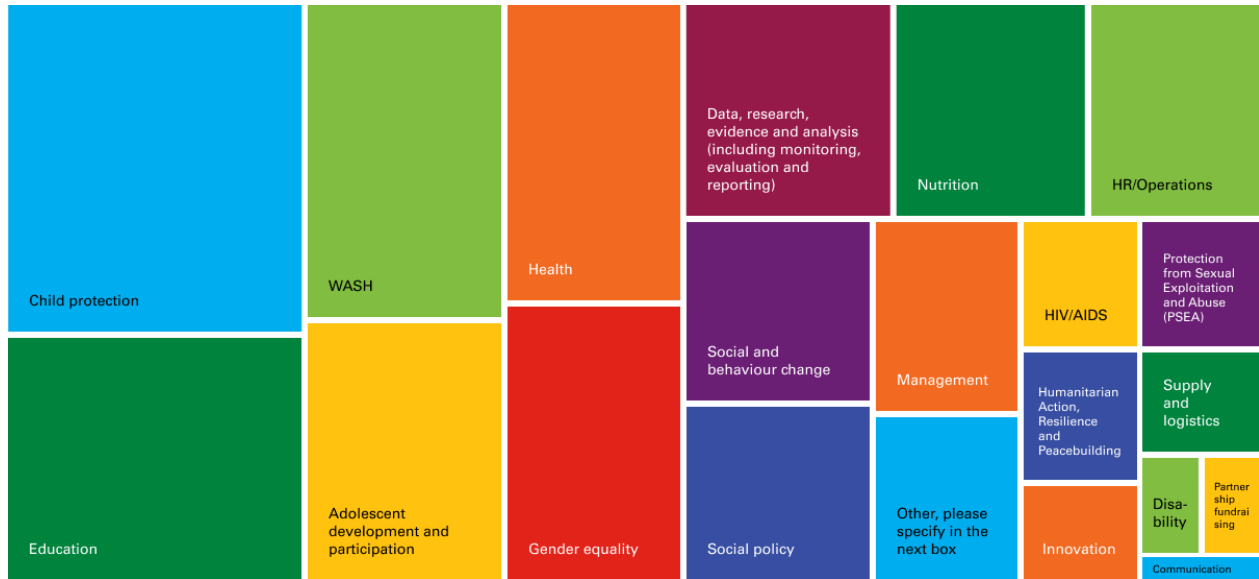 Child protection
Education
WASH
Adolescent
development and
participation
Health
Gender equality
Data, research,
evidence and analysis
(including monitoring,
evaluation and
reporting)
Nutrition
HR/Operations
Social and
behaviour change
Social policy
Management
Other, please
specify in the
next box
HIV/AIDS
Humanitarian
Action,
Resilience
and
Peacebuilding
Innovation
Protection
from Sexual
Exploitation
and Abuse
(PSEA)
Supply
and
logistics
Disa-
bility
Partner
ship
fundrai
sing
Communication